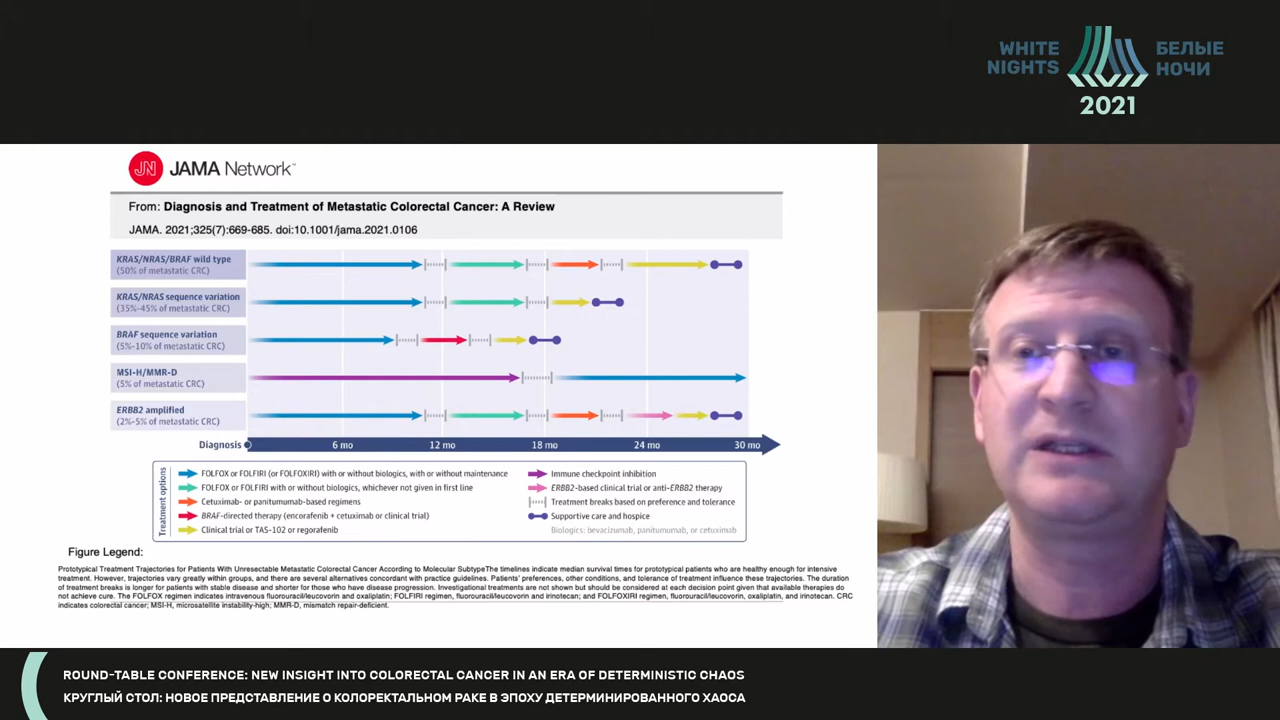 WHITE NIGHTS
БЕЛЫЕ НОЧИ
2021
JN JAMA Network™
From: Diagnosis and Treatment of Metastatic Colorectal Cancer: A Review
JAMA. 2021;325(7):669-685. doi:10.1001/jama.2021.0106
KRAS/NRAS/BRAF wild type
(50% of metastatic CRC)
KRAS/NRAS sequence variation
(35%-45% of metastatic CRC)
BRAF sequence variation
(5%-10% of metastatic CRC)
MSI-H/MMR-D
(5% of metastatic CRC)
ERBB2 amplified
(2%-5% of metastatic CRC)
Diagnosis 6 mo 12 mo 18 mo 24 mo 30 mo
Treatment options
FOLFOX or FOLFIRI (or FOLFOXIRI) with or without biologics, with or without maintenance
FOLFOX or FOLFIRI with or without biologics, whichever not given in first line
Cetuximab- or panitumumab-based regimens
BRAF-directed therapy (encorafenib + cetuximab or clinical trial)
Clinical trial or TAS-102 or regorafenib
Immune checkpoint inhibition
ERBB2-based clinical trial or anti-ERBB2 therapy
Treatment breaks based on preference and tolerance
Supportive care and hospice
Biologics: bevacizumab, panitumumab, or cetuximab
Figure Legend:
Prototypical Treatment Trajectories for Patients With Unresectable Metastatic Colorectal Cancer According to Molecular SubtypeThe timelines indicate median survival times for prototypical patients who are healthy enough for intensive
treatment. However, trajectories vary greatly within groups, and there are several alternatives concordant with practice guidelines. Patients' preferences, other conditions, and tolerance of treatment influence these trajectories. The duration
of treatment breaks is longer for patients with stable disease and shorter for those who have disease progression. Investigational treatments are not shown but should be considered at each decision point given that available therapies do
not achieve cure. The FOLFOX regimen indicates intravenous fluorouracil/leucovorin and oxaliplatin; FOLFIRI regimen, fluorouracil/leucovorin and irinotecan; and FOLFOXIRI regimen, fluorouracil/leucovorin, oxaliplatin, and irinotecan. CRC
indicates colorectal cancer; MSI-H, microsatellite instability-high; MMR-D, mismatch repair-deficient.
ROUND-TABLE CONFERENCE: NEW INSIGHT INTO COLORECTAL CANCER IN AN ERA OF DETERMINISTIC CHAOS
КРУГЛЫЙ СТОЛ: НОВОЕ ПРЕДСТАВЛЕНИЕ О КОЛОРЕКТАЛЬНОМ РАКЕ В ЭПОХУ ДЕТЕРМИНИРОВАННОГО ХАОСА